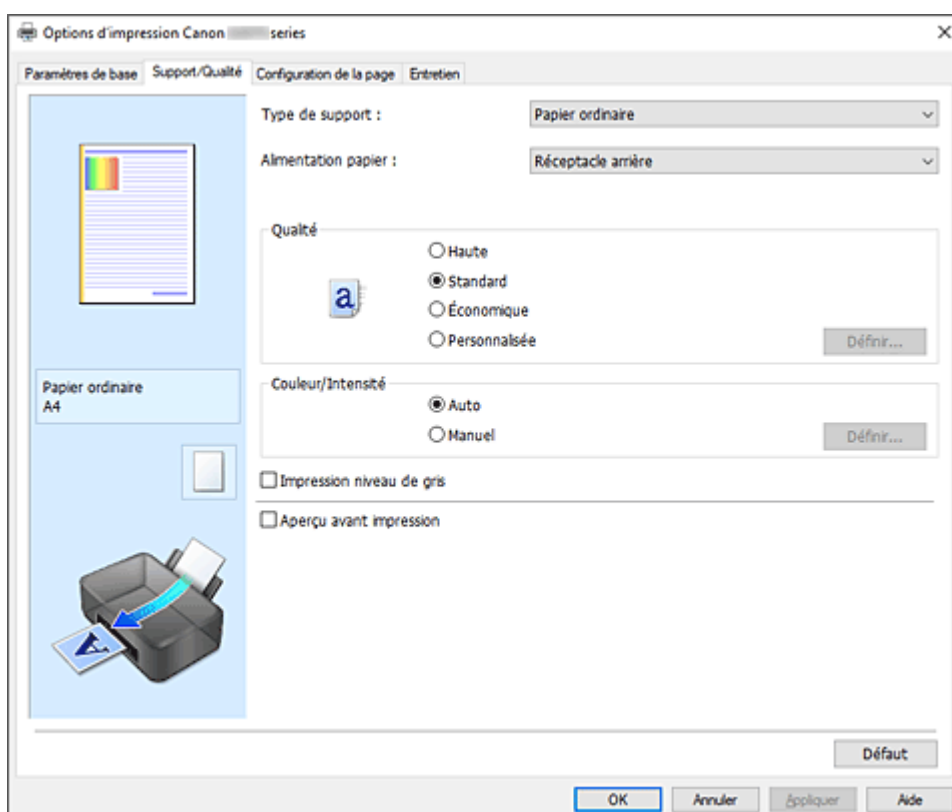 Options d'impression Canon series
Paramètres de base Support/Qualité Configuration de la page Entretien
Type de support : Papier ordinaire
Alimentation papier : Réceptacle arrière
Qualité
Haute
a Standard
Économique
Personnalisée Définir...
Papier ordinaire
A4
Couleur/Intensité
Auto
Manuel Définir...
Impression niveau de gris
Aperçu avant impression
A
Défaut
OK Annuler Appliquer Aide